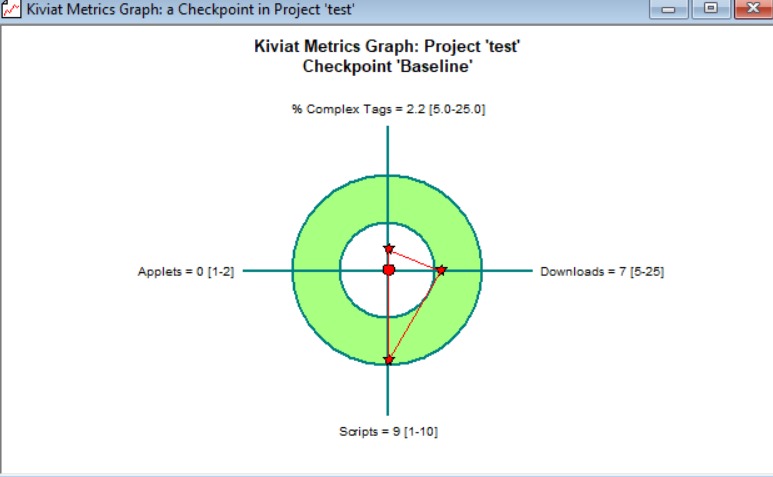 Kiviat Metrics Graph: a Checkpoint in Project 'test'
Kiviat Metrics Graph: Project 'test'
Checkpoint 'Baseline'
% Complex Tags = 2.2 [5.0-25.0]
Applets = 0 [1-2]
Downloads = 7 [5-25]
Scripts = 9 [1-10]